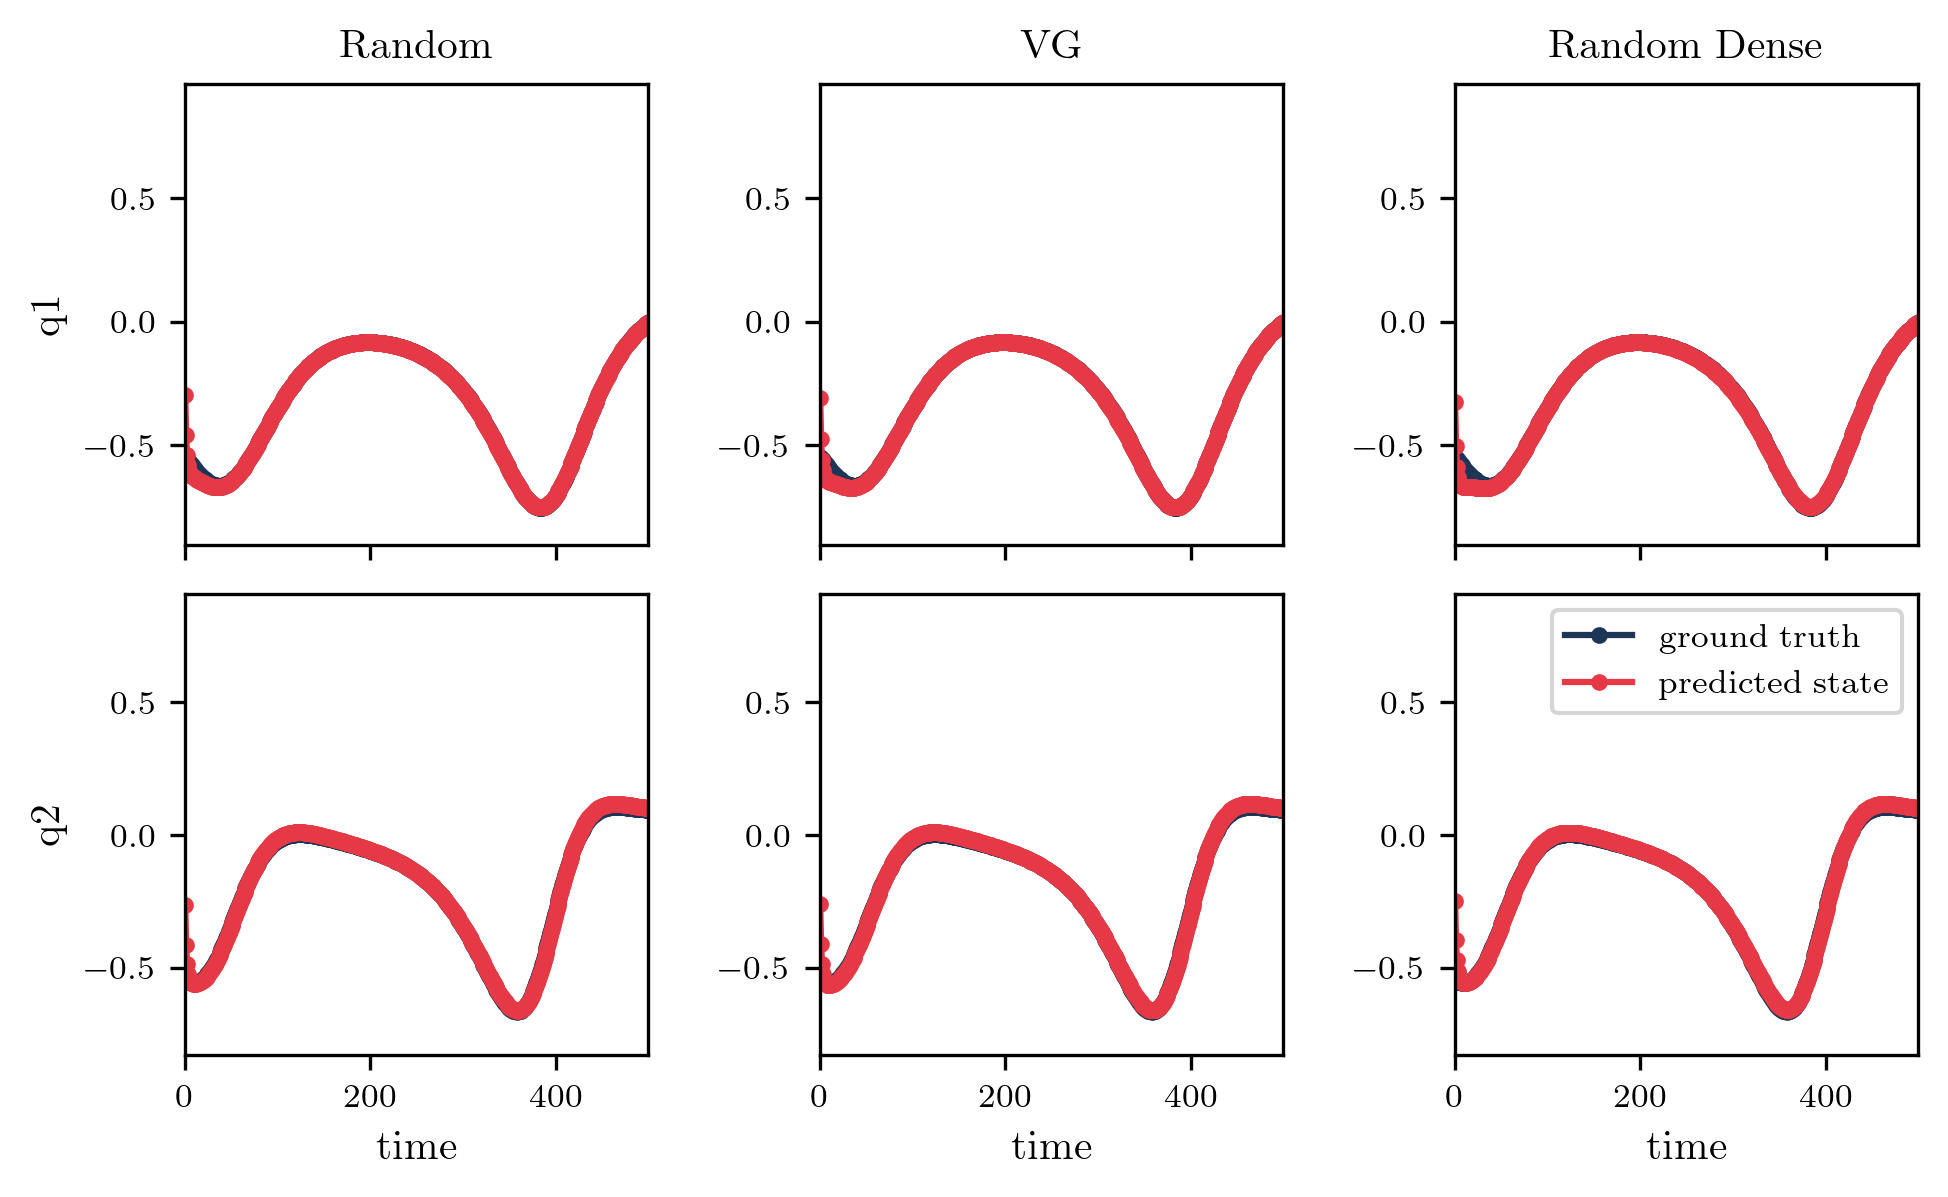 Random VG Random Dense
q1
0.5 0.5 0.5
0.0 0.0 0.0
−0.5 −0.5 −0.5
q2
ground truth
predicted state
0.5 0.5 0.5
0.0 0.0 0.0
−0.5 −0.5 −0.5
0 200 400 0 200 400 0 200 400
time time time